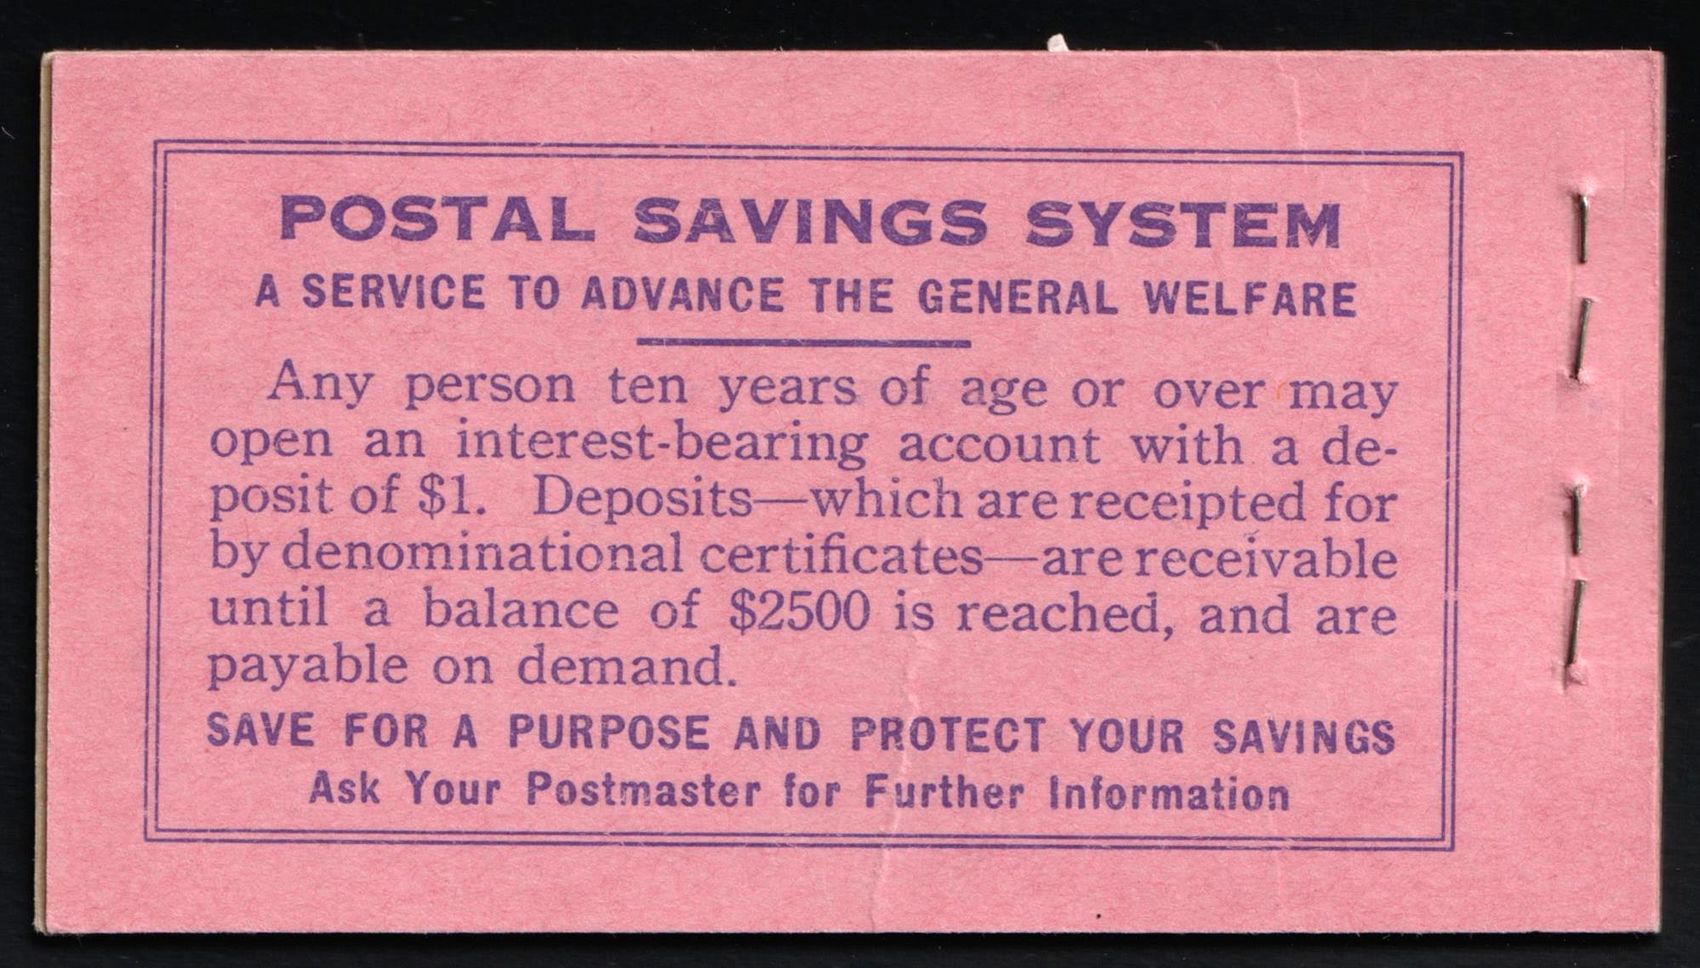 POSTAL SAVINGS SYSTEM
A SERVICE TO ADVANCE THE GENERAL WELFARE
Any person ten years of age or over may
open an interest-bearing account with a de-
posit of $1. Deposits—which are receipted for
by denominational certificates—are receivable
until a balance of $2500 is reached, and are
payable on demand.
SAVE FOR A PURPOSE AND PROTECT YOUR SAVINGS
Ask Your Postmaster for Further Information